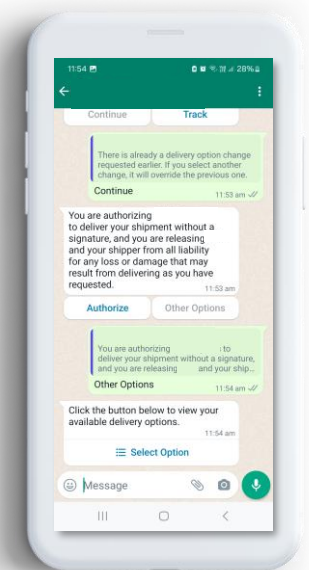 11:54
28%
Continue
Track
There is already a delivery option change
requested earlier. If you select another
change, it will override the previous one.
Continue
11:53 am
You are authorizing
to deliver your shipment without a
signature, and you are releasing
and your shipper from all liability
for any loss or damage that may
result from delivering as you have
requested.
11:53 am
Authorize
Other Options
You are authorizing to
deliver your shipment without a signature,
and you are releasing and your ship...
Other Options
11:54 am
Click the button below to view your
available delivery options.
11:54 am
Select Option
Message